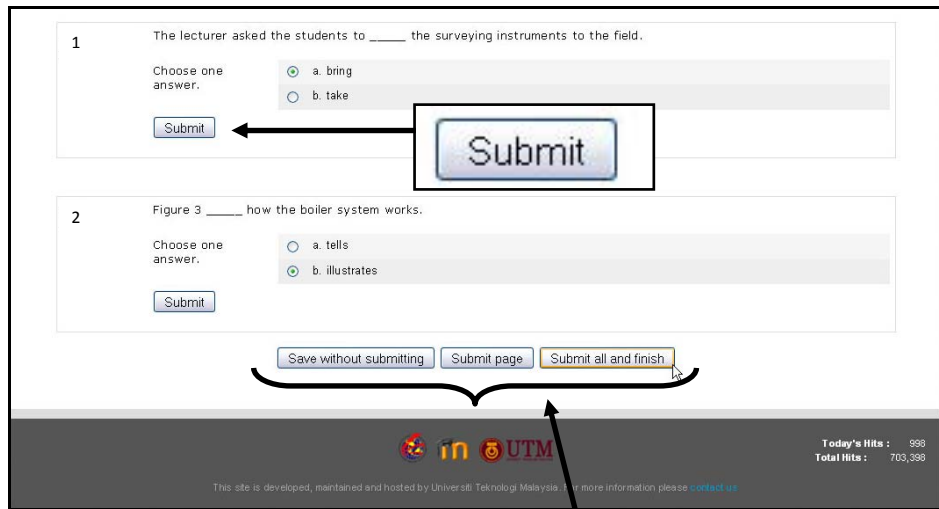 1
The lecturer asked the students to _____ the surveying instruments to the field.
Choose one
answer.
a. bring
b. take
Submit
Submit
2
Figure 3 _____ how the boiler system works.
Choose one
answer.
a. tells
b. illustrates
Submit
Save without submitting Submit page Submit all and finish
UTM
Today's Hits : 998
Total Hits : 703,398
This site is developed, maintained and hosted by Universiti Teknologi Malaysia. For more information please contact us